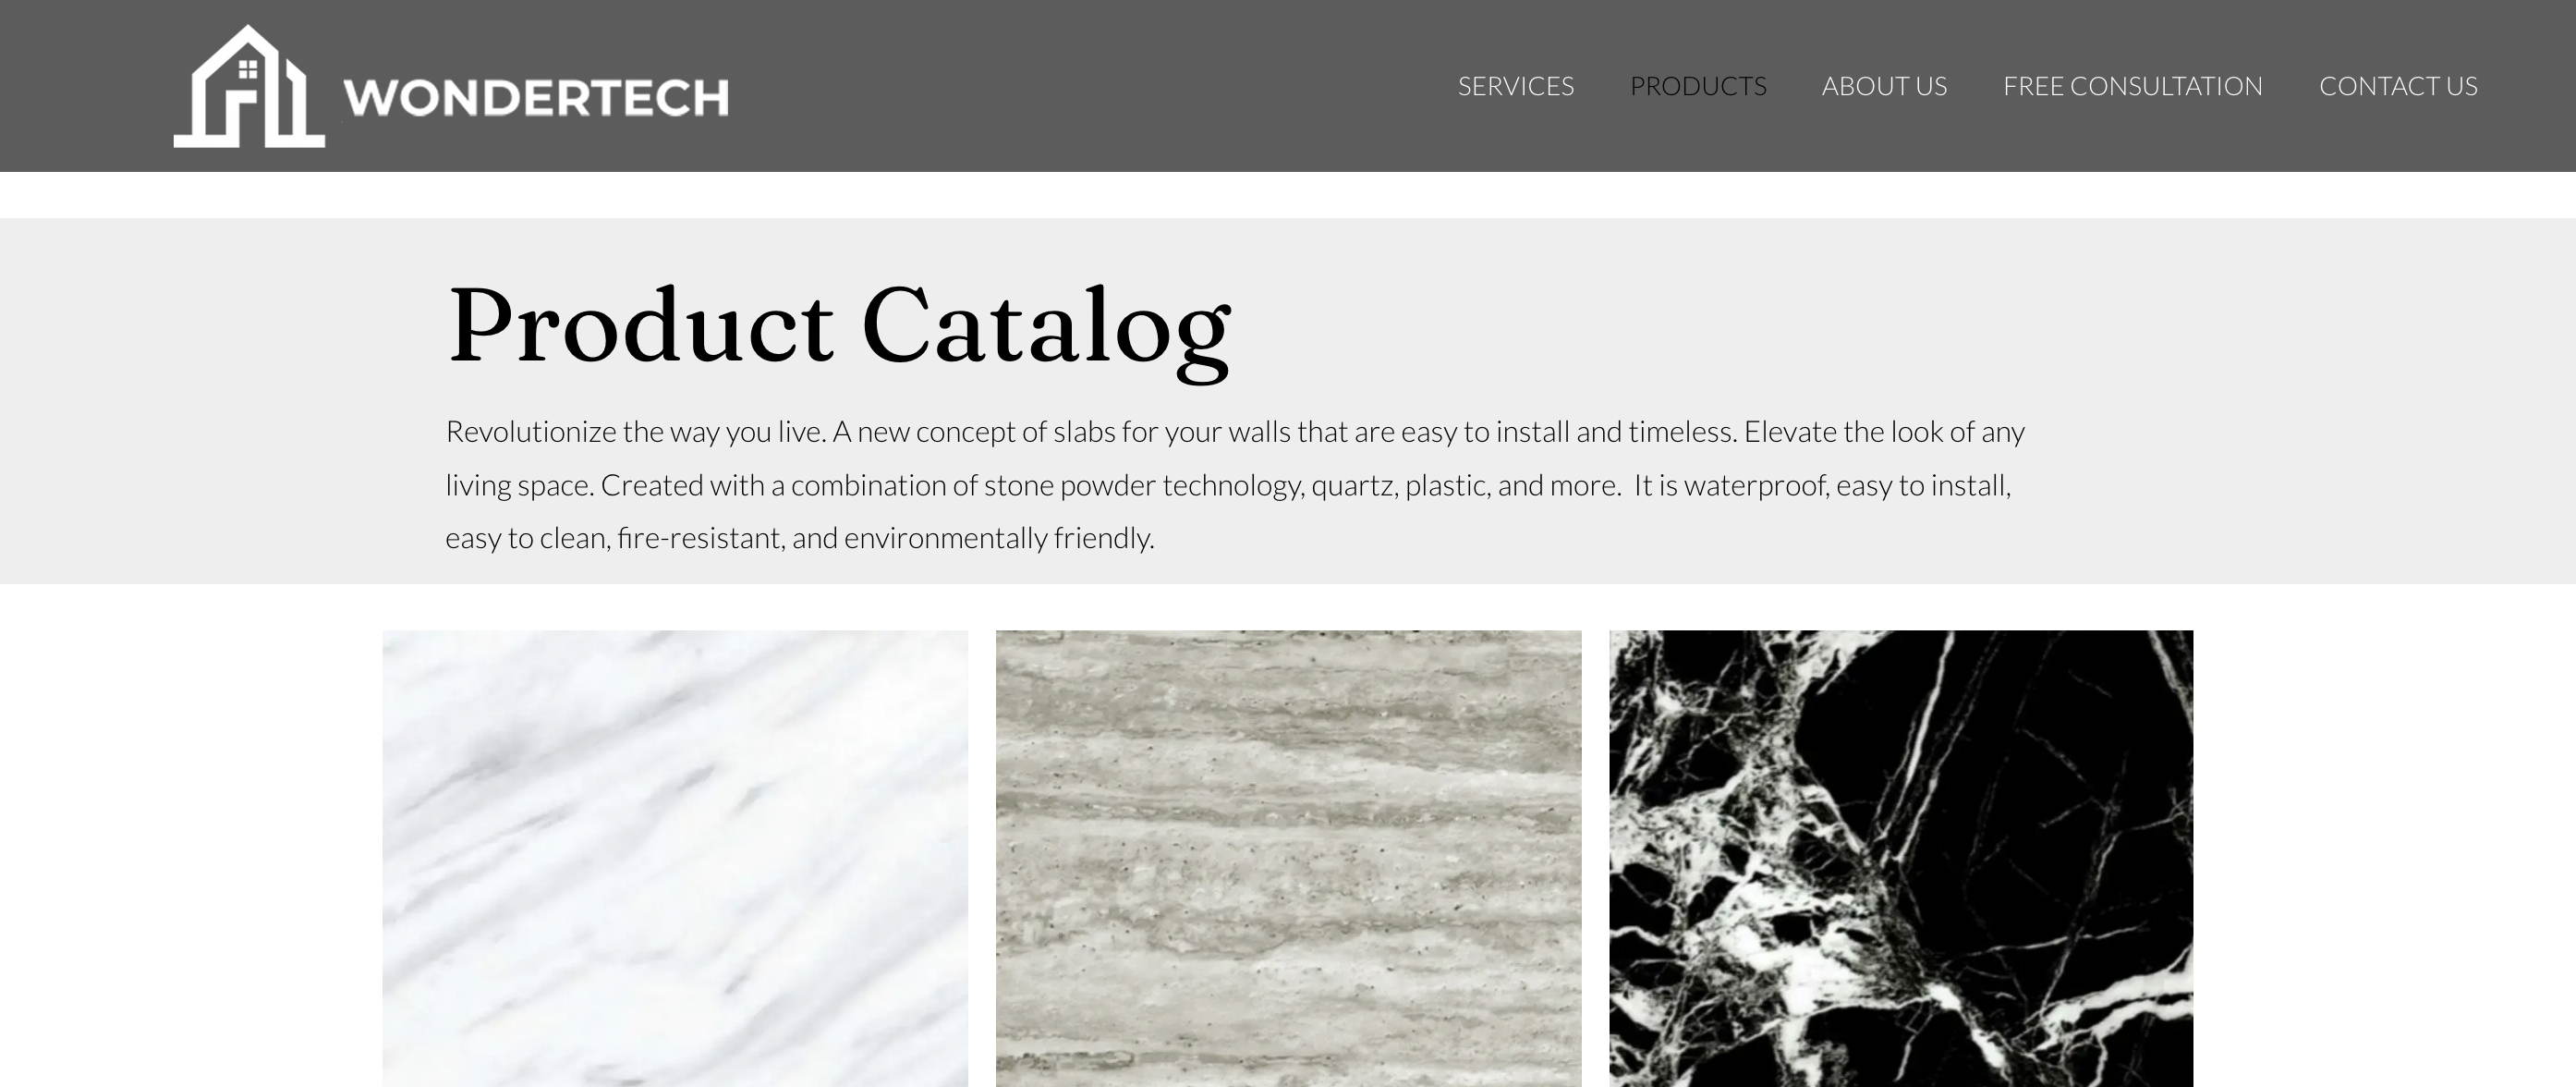 WONDERTECH
SERVICES PRODUCTS ABOUT US FREE CONSULTATION CONTACT US
Product Catalog
Revolutionize the way you live. A new concept of slabs for your walls that are easy to install and timeless. Elevate the look of any
living space. Created with a combination of stone powder technology, quartz, plastic, and more.  It is waterproof, easy to install,
easy to clean, fire-resistant, and environmentally friendly.